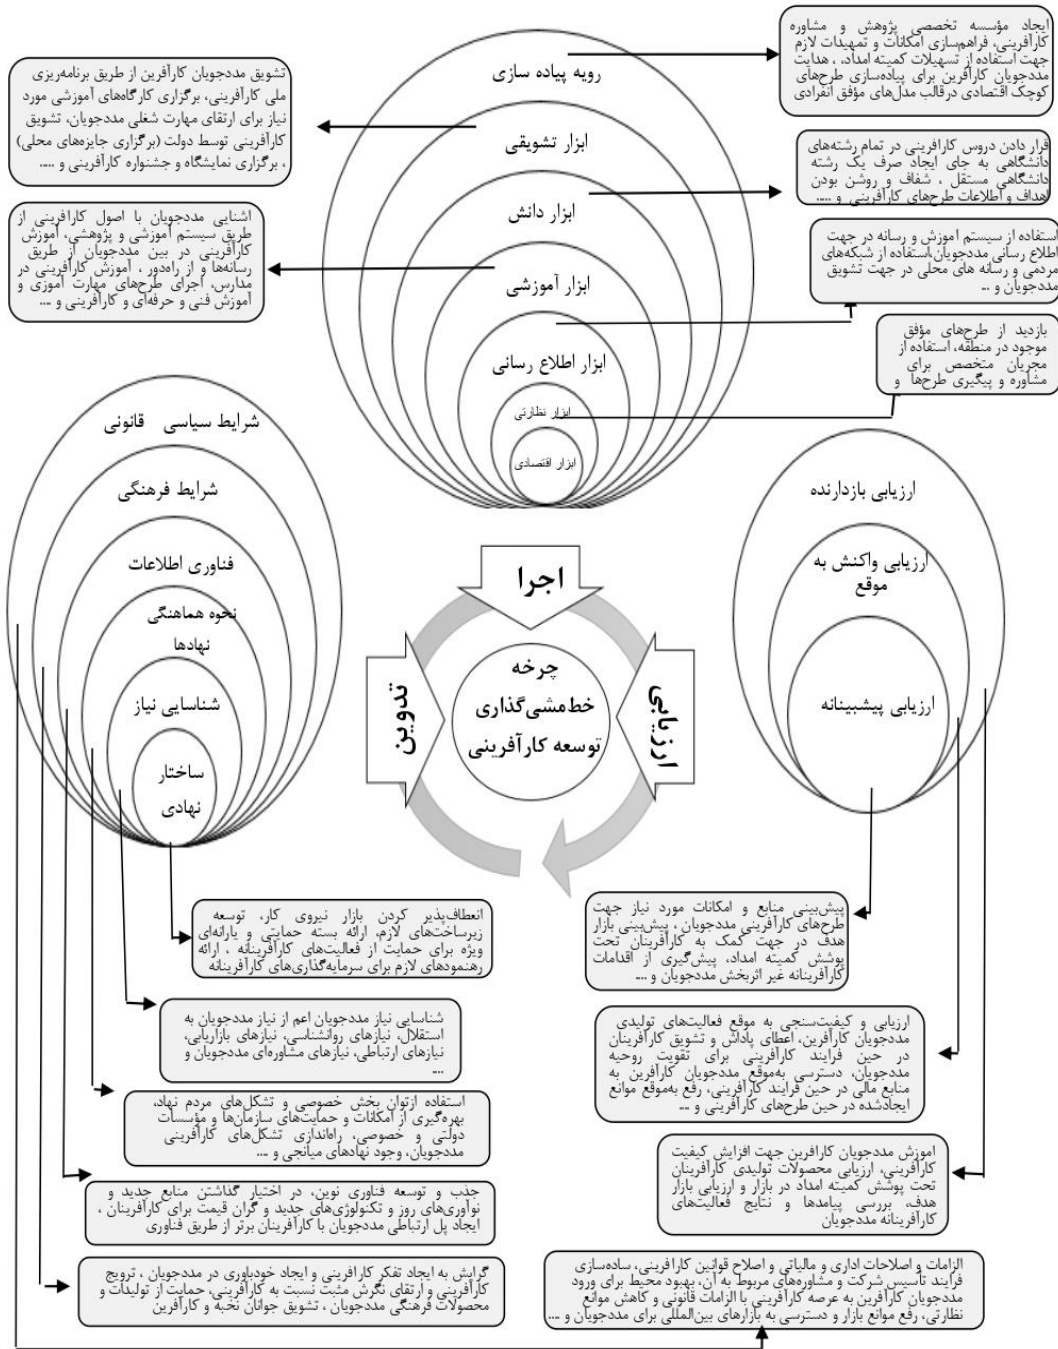 ایجاد مؤسسه تخصصی پژوهش و مشاوره
کارآفرینی، فراهم‌سازی امکانات و تمهیدات لازم
جهت استفاده از تسهیلات کمیته امداد، ، هدایت
مددجویان کارآفرین برای پیاده‌سازی طرح‌های
کوچک اقتصادی درقالب مدل‌های مؤفق انفرادی
رویه پیاده سازی
تشویق مددجویان کارآفرین از طریق برنامه‌ریزی
ملی کارآفرینی، برگزاری کارگاه‌های آموزشی مورد
نیاز برای ارتقای مهارت شغلی مددجویان، تشویق
کارآفرینی توسط دولت (برگزاری جایزه‌های محلی)
، برگزاری نمایشگاه و جشنواره کارآفرینی و .....
ابزار تشویقی
قرار دادن دروس کارافرینی در تمام رشته‌های
دانشگاهی به جای ایجاد صرف یک رشته
دانشگاهی مستقل ، شفاف و روشن بودن
اهداف و اطلاعات طرح‌های کارآفرینی و .....
ابزار دانش
اشنایی مددجویان با اصول کارافرینی از
طریق سیستم آموزشی و پژوهشی، آموزش
کارآفرینی در بین مددجویان از طریق
رسانه‌ها و از راه‌دور ، آموزش کارآفرینی در
مدارس، اجرای طرح‌های مهارت آموزی و
آموزش فنی و حرفه‌ای و کارآفرینی و ....
ابزار آموزشی
استفاده از سیستم اموزش و رسانه در جهت
اطلاع رسانی مددجویان،استفاده از شبکه‌های
مردمی و رسانه های محلی در جهت تشویق
مددجویان و ...
ابزار اطلاع رسانی
بازدید از طرح‌های مؤفق
موجود در منطقه، استفاده از
مجریان متخصص برای
مشاوره و پیگیری طرح‌ها و
ابزار نظارتی
ابزار اقتصادی
شرایط سیاسی قانونی
شرایط فرهنگی
فناوری اطلاعات
نحوه هماهنگی
نهادها
شناسایی نیاز
ساختار
نهادی
ارزیابی بازدارنده
ارزیابی واکنش به
موقع
ارزیابی پیشبینانه
اجرا
ارزیابی
تدوین
چرخه
خط‌مشی‌گذاری
توسعه کارآفرینی
پیش‌بینی منابع و امکانات مورد نیاز جهت
طرح‌های کارآفرینی مددجویان ، پیش‌بینی بازار
هدف در جهت کمک به کارآفرینان تحت
پوشش کمیته امداد، پیش‌گیری از اقدامات
کارآفرینانه غیر اثربخش مددجویان و ....
انعطاف‌پذیر کردن بازار نیروی کار، توسعه
زیرساخت‌های لازم، ارائه بسته حمایتی و یارانه‌ای
ویژه برای حمایت از فعالیت‌های کارآفرینانه ، ارائه
رهنمودهای لازم برای سرمایه‌گذاری‌های کارآفرینانه
شناسایی نیاز مددجویان اعم از نیاز مددجویان به
استقلال، نیازهای روانشناسی، نیازهای بازاریابی،
نیازهای ارتباطی، نیازهای مشاوره‌ای مددجویان و
....
ارزیابی و کیفیت‌سنجی به موقع فعالیت‌های تولیدی
مددجویان کارآفرین، اعطای پاداش و تشویق کارآفرینان
در حین فرایند کارآفرینی برای تقویت روحیه
مددجویان، دسترسی به‌موقع مددجویان کارآفرین به
منابع مالی در حین فرایند کارآفرینی، رفع به‌موقع موانع
ایجادشده در حین طرح‌های کارآفرینی و ....
استفاده ازتوان بخش خصوصی و تشکل‌های مردم نهاد،
بهره‌گیری از امکانات و حمایت‌های سازمان‌ها و مؤسسات
دولتی و خصوصی، راه‌اندازی تشکل‌های کارآفرینی
مددجویان، وجود نهادهای میانجی و ....
اموزش مددجویان کارافرین جهت افزایش کیفیت
کارآفرینی، ارزیابی محصولات تولیدی کارآفرینان
تحت پوشش کمیته امداد در بازار و ارزیابی بازار
هدف، بررسی پیامدها و نتایج فعالیت‌های
کارآفرینانه مددجویان
جذب و توسعه فناوری نوین، در اختیار گذاشتن منابع جدید و
نوآوری‌های روز و تکنولوژی‌های جدید و گران قیمت برای کارآفرینان ،
ایجاد پل ارتباطی مددجویان با کارآفرینان برتر از طریق فناوری
گرایش به ایجاد تفکر کارافرینی و ایجاد خودباوری در مددجویان ، ترویج
کارآفرینی و ارتقای نگرش مثبت نسبت به کارآفرینی، حمایت از تولیدات و
محصولات فرهنگی مددجویان ، تشویق جوانان نخبه و کارآفرین
الزامات و اصلاحات اداری و مالیاتی و اصلاح قوانین کارافرینی، ساده‌سازی
فرایند تأسیس شرکت و مشاوره‌های مربوط به آن، بهبود محیط برای ورود
مددجویان کارآفرین به عرصه کارآفرینی با الزامات قانونی و کاهش موانع
نظارتی، رفع موانع بازار و دسترسی به بازارهای بین‌المللی برای مددجویان و ....